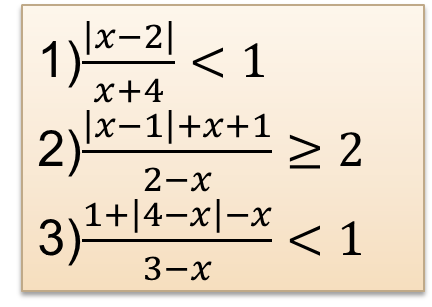 1) |x−2|/(x+4) < 1
2) (|x−1|+x+1)/(2−x) ≥ 2
3) (1+|4−x|−x)/(3−x) < 1